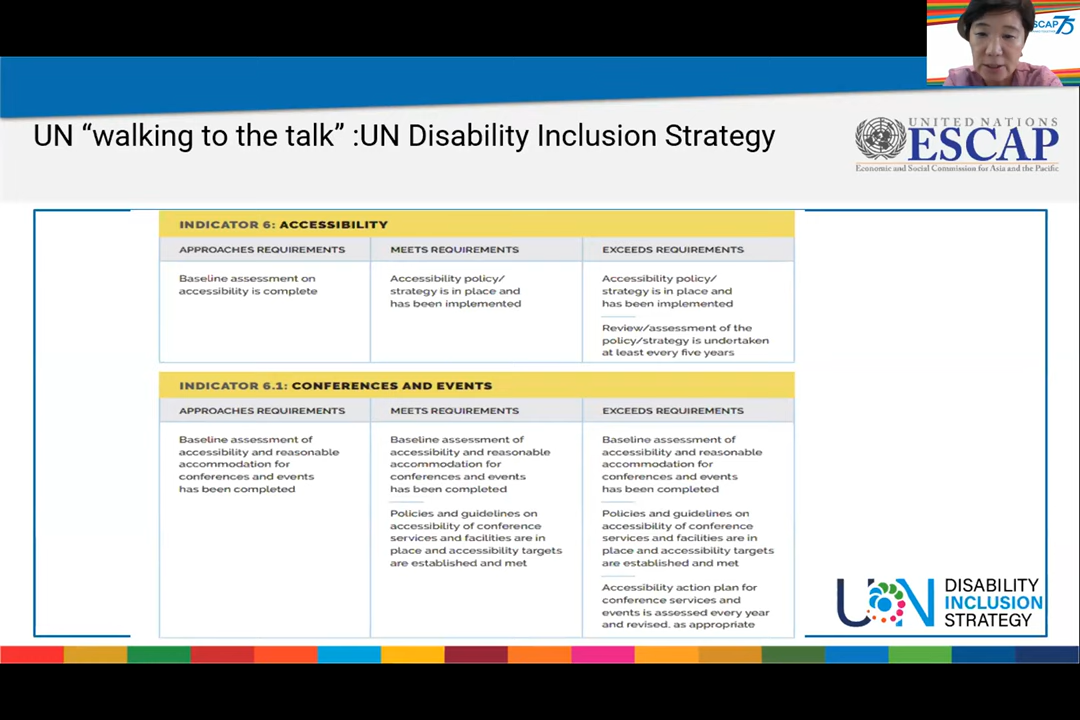 SCAP 75
UN “walking to the talk” :UN Disability Inclusion Strategy
UNITED NATIONS
ESCAP
Economic and Social Commission for Asia and the Pacific
INDICATOR 6: ACCESSIBILITY
APPROACHES REQUIREMENTS
Baseline assessment on
accessibility is complete
MEETS REQUIREMENTS
Accessibility policy/
strategy is in place and
has been implemented
EXCEEDS REQUIREMENTS
Accessibility policy/
strategy is in place and
has been implemented
Review/assessment of the
policy/strategy is undertaken
at least every five years
INDICATOR 6.1: CONFERENCES AND EVENTS
APPROACHES REQUIREMENTS
Baseline assessment of
accessibility and reasonable
accommodation for
conferences and events
has been completed
MEETS REQUIREMENTS
Baseline assessment of
accessibility and reasonable
accommodation for
conferences and events
has been completed
Policies and guidelines on
accessibility of conference
services and facilities are in
place and accessibility targets
are established and met
EXCEEDS REQUIREMENTS
Baseline assessment of
accessibility and reasonable
accommodation for
conferences and events
has been completed
Policies and guidelines on
accessibility of conference
services and facilities are in
place and accessibility targets
are established and met
Accessibility action plan for
conference services and
events is assessed every year
and revised, as appropriate
UN
DISABILITY
INCLUSION
STRATEGY